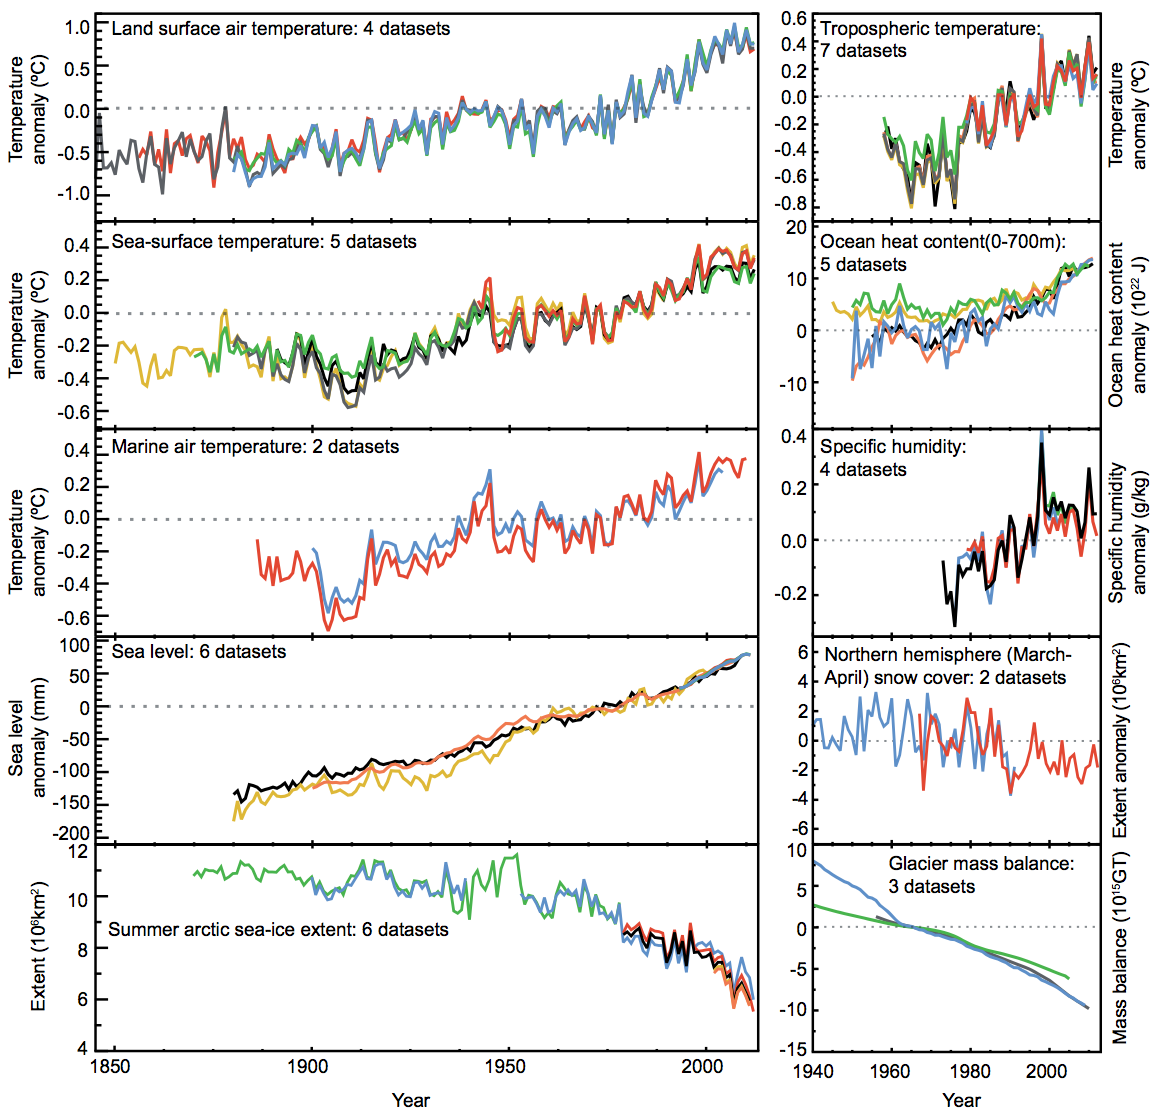 Land surface air temperature: 4 datasets
Temperature
anomaly (ºC)
1.0
0.5
0.0
-0.5
-1.0
Sea-surface temperature: 5 datasets
Temperature
anomaly (ºC)
0.4
0.2
0.0
-0.2
-0.4
-0.6
Marine air temperature: 2 datasets
Temperature
anomaly (ºC)
0.4
0.2
0.0
-0.2
-0.4
-0.6
Sea level: 6 datasets
Sea level
anomaly (mm)
100
50
0
-50
-100
-150
-200
Summer arctic sea-ice extent: 6 datasets
Extent (10⁶km²)
12
10
8
6
4
1850 1900 1950 2000
Year
Tropospheric temperature:
7 datasets
Temperature
anomaly (ºC)
0.6
0.4
0.2
0.0
-0.2
-0.4
-0.6
-0.8
Ocean heat content(0-700m):
5 datasets
Ocean heat content
anomaly (10²² J)
20
10
0
-10
Specific humidity:
4 datasets
Specific humidity
anomaly (g/kg)
0.4
0.2
0.0
-0.2
Northern hemisphere (March-
April) snow cover: 2 datasets
Extent anomaly (10⁶km²)
6
4
2
0
-2
-4
-6
Glacier mass balance:
3 datasets
Mass balance (10¹⁵GT)
10
5
0
-5
-10
-15
1940 1960 1980 2000
Year